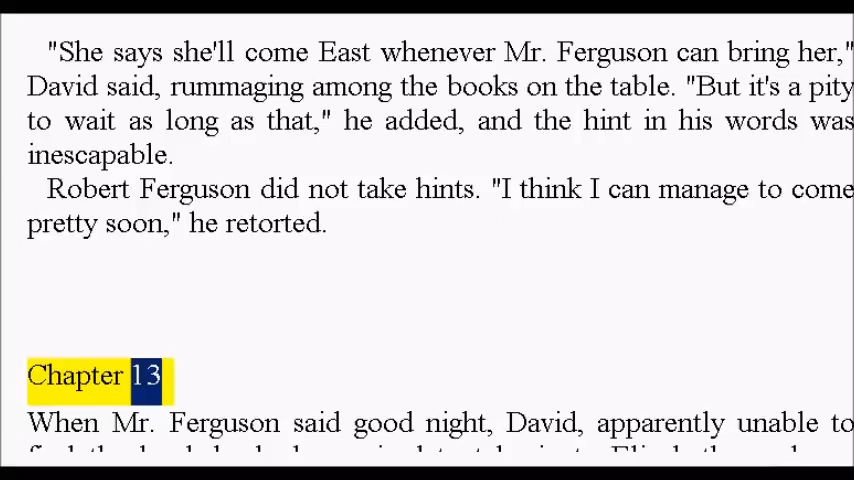 "She says she'll come East whenever Mr. Ferguson can bring her,"
David said, rummaging among the books on the table. "But it's a pity
to wait as long as that," he added, and the hint in his words was
inescapable.
Robert Ferguson did not take hints. "I think I can manage to come
pretty soon," he retorted.
Chapter 13
When Mr. Ferguson said good night, David, apparently unable to